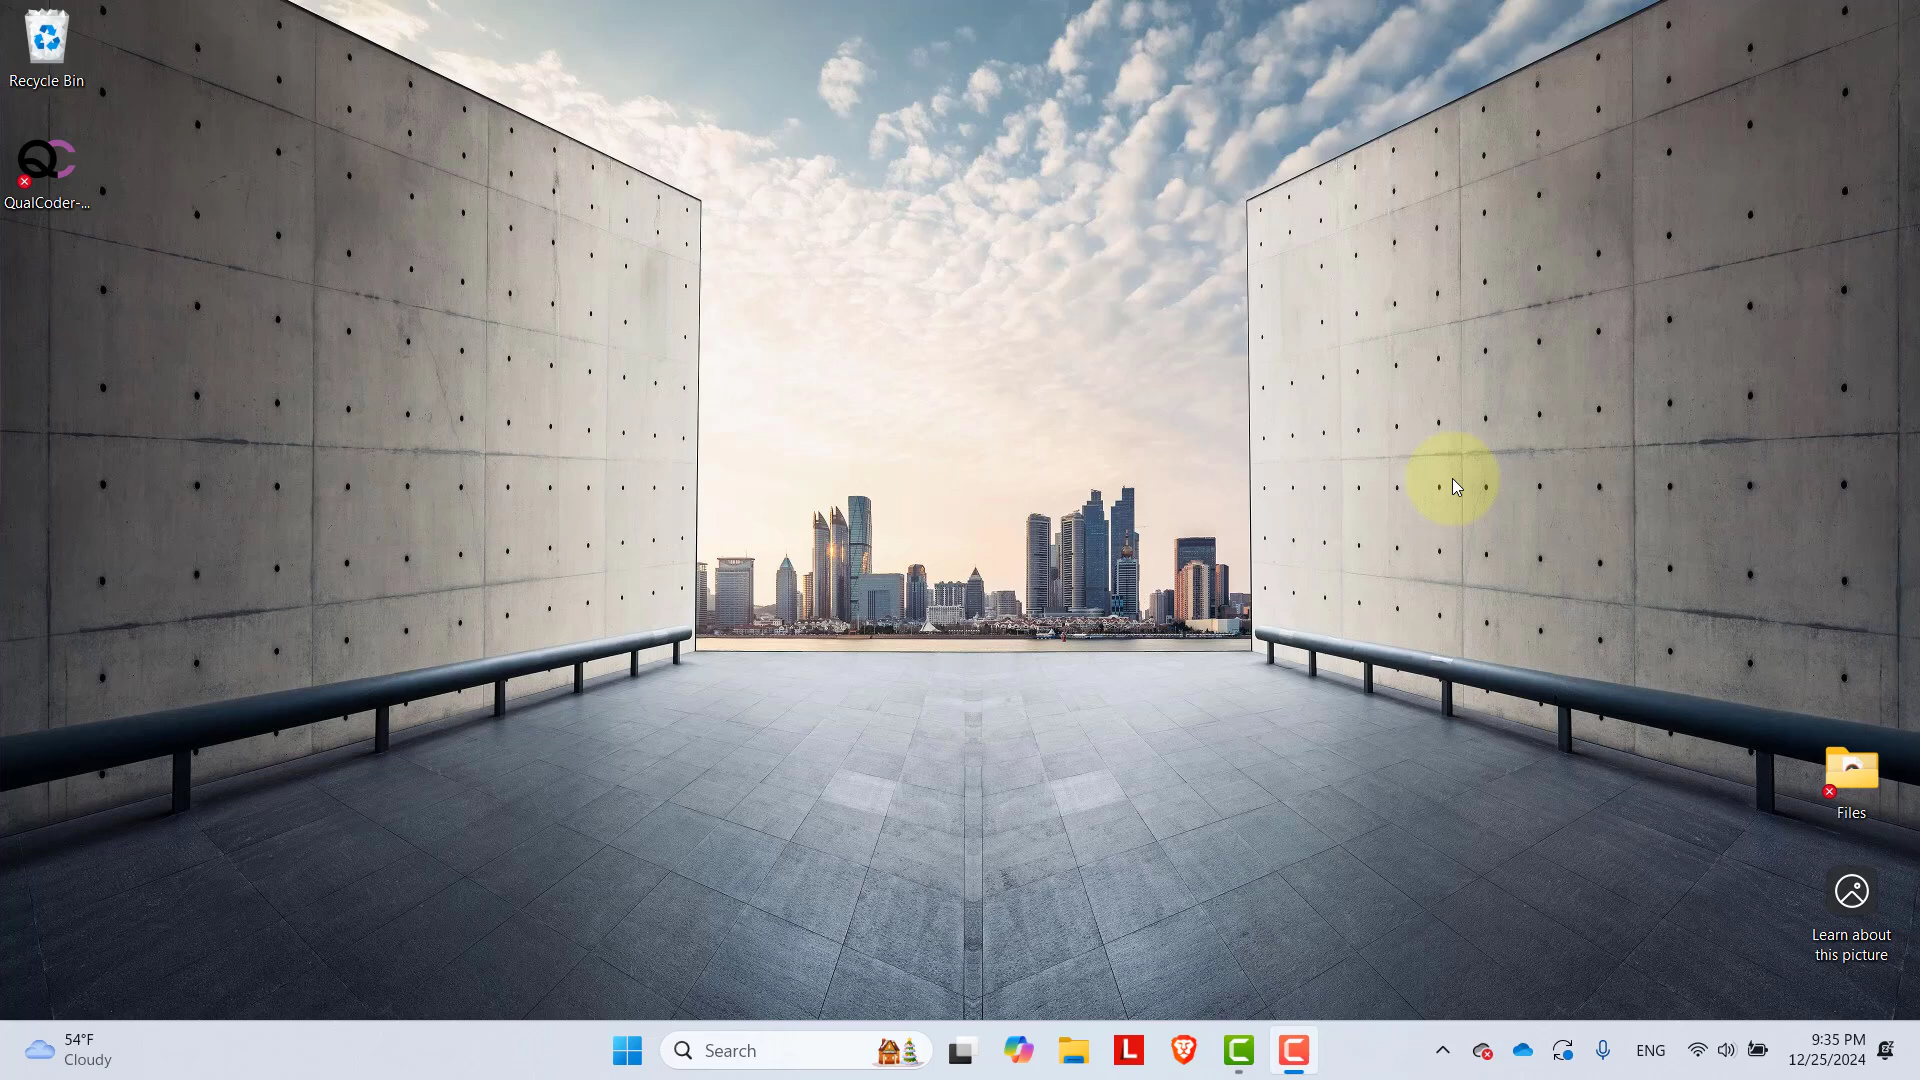 Recycle Bin
QualCoder-...
Files
Learn about
this picture
54°F
Cloudy
Search
L
C
C
ENG
9:35 PM
12/25/2024